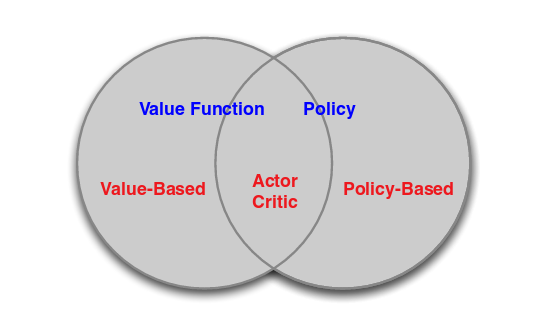 Value Function
Policy
Value-Based
Actor
Critic
Policy-Based